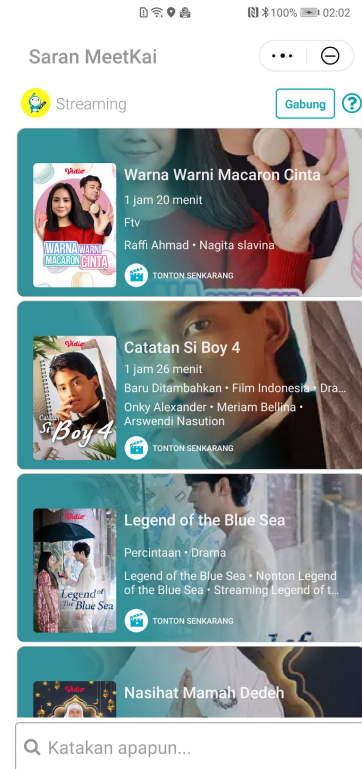 100% 02:02
Saran MeetKai
Streaming
Gabung
?
Vidio
WARNA WARNI
MACARON CINTA
Warna Warni Macaron Cinta
1 jam 20 menit
Ftv
Raffi Ahmad • Nagita slavina
TONTON SENKARANG
Vidio
Catatan
Si Boy 4
Catatan Si Boy 4
1 jam 26 menit
Baru Ditambahkan • Film Indonesia • Dra...
Onky Alexander • Meriam Bellina •
Arswendi Nasution
TONTON SENKARANG
Vidio
Legend of
The Blue Sea
Legend of the Blue Sea
Percintaan • Drama
Legend of the Blue Sea • Nonton Legend
of the Blue Sea • Streaming Legend of t...
TONTON SENKARANG
Vidio
Nasihat Mamah Dedeh
Katakan apapun...